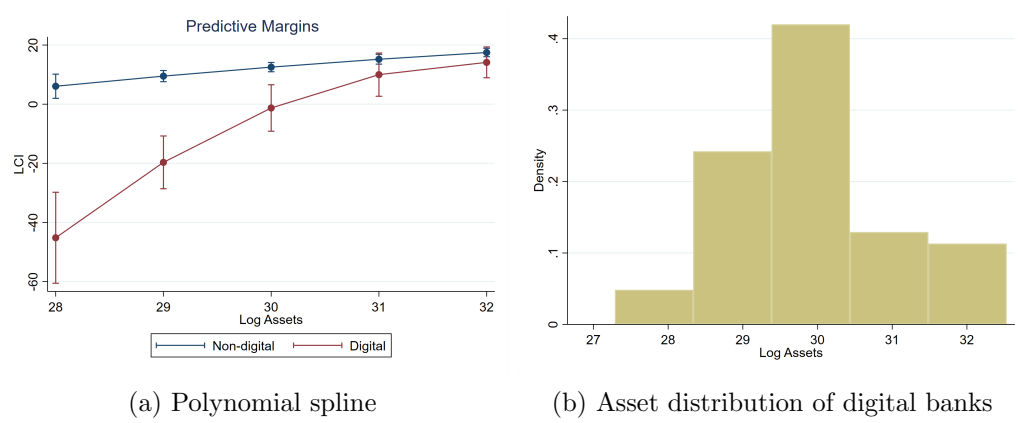 Predictive Margins
20
0
-20
-40
-60
LCI
28 29 30 31 32
Log Assets
Non-digital Digital
(a) Polynomial spline
.4
.3
.2
.1
0
Density
27 28 29 30 31 32
Log Assets
(b) Asset distribution of digital banks